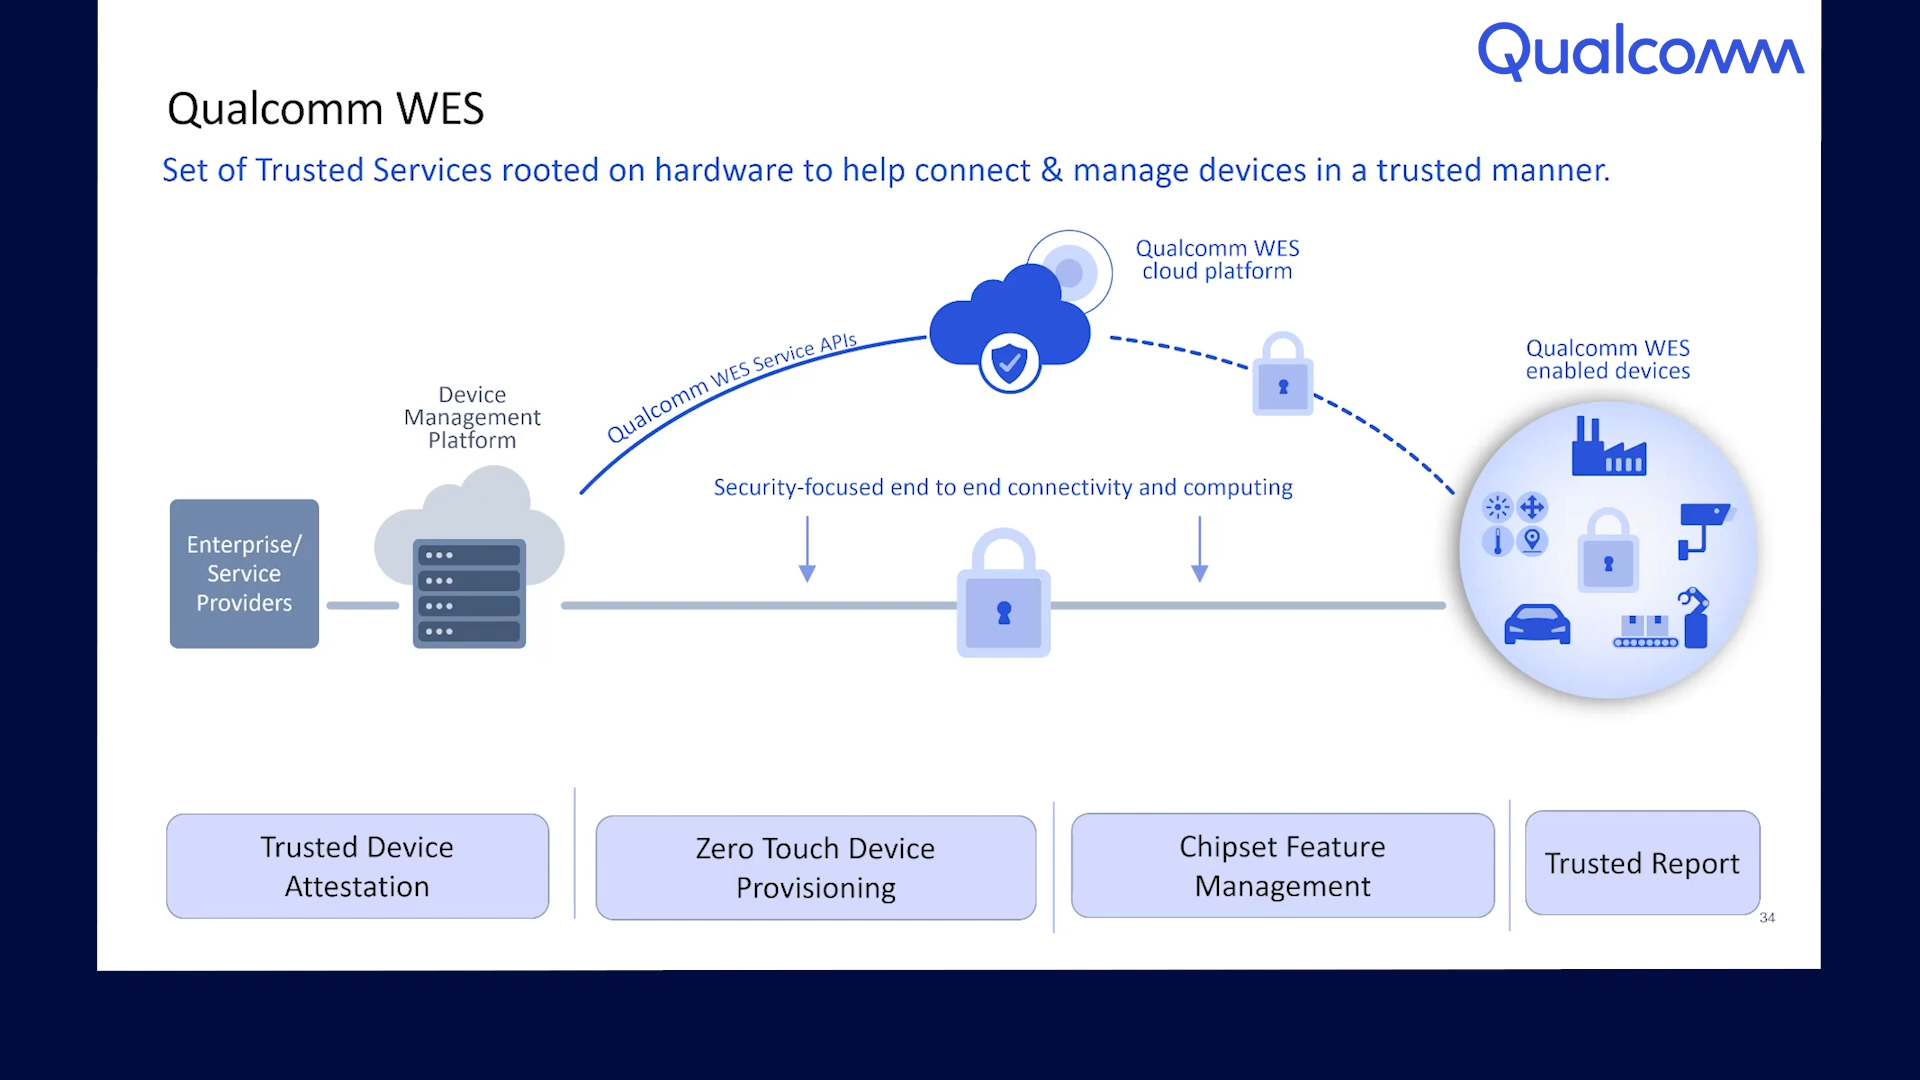 Qualcomm
Qualcomm WES
Set of Trusted Services rooted on hardware to help connect & manage devices in a trusted manner.
Qualcomm WES
cloud platform
Qualcomm WES Service APIs
Qualcomm WES
enabled devices
Device
Management
Platform
Security-focused end to end connectivity and computing
Enterprise/
Service
Providers
Trusted Device
Attestation
Zero Touch Device
Provisioning
Chipset Feature
Management
Trusted Report
34